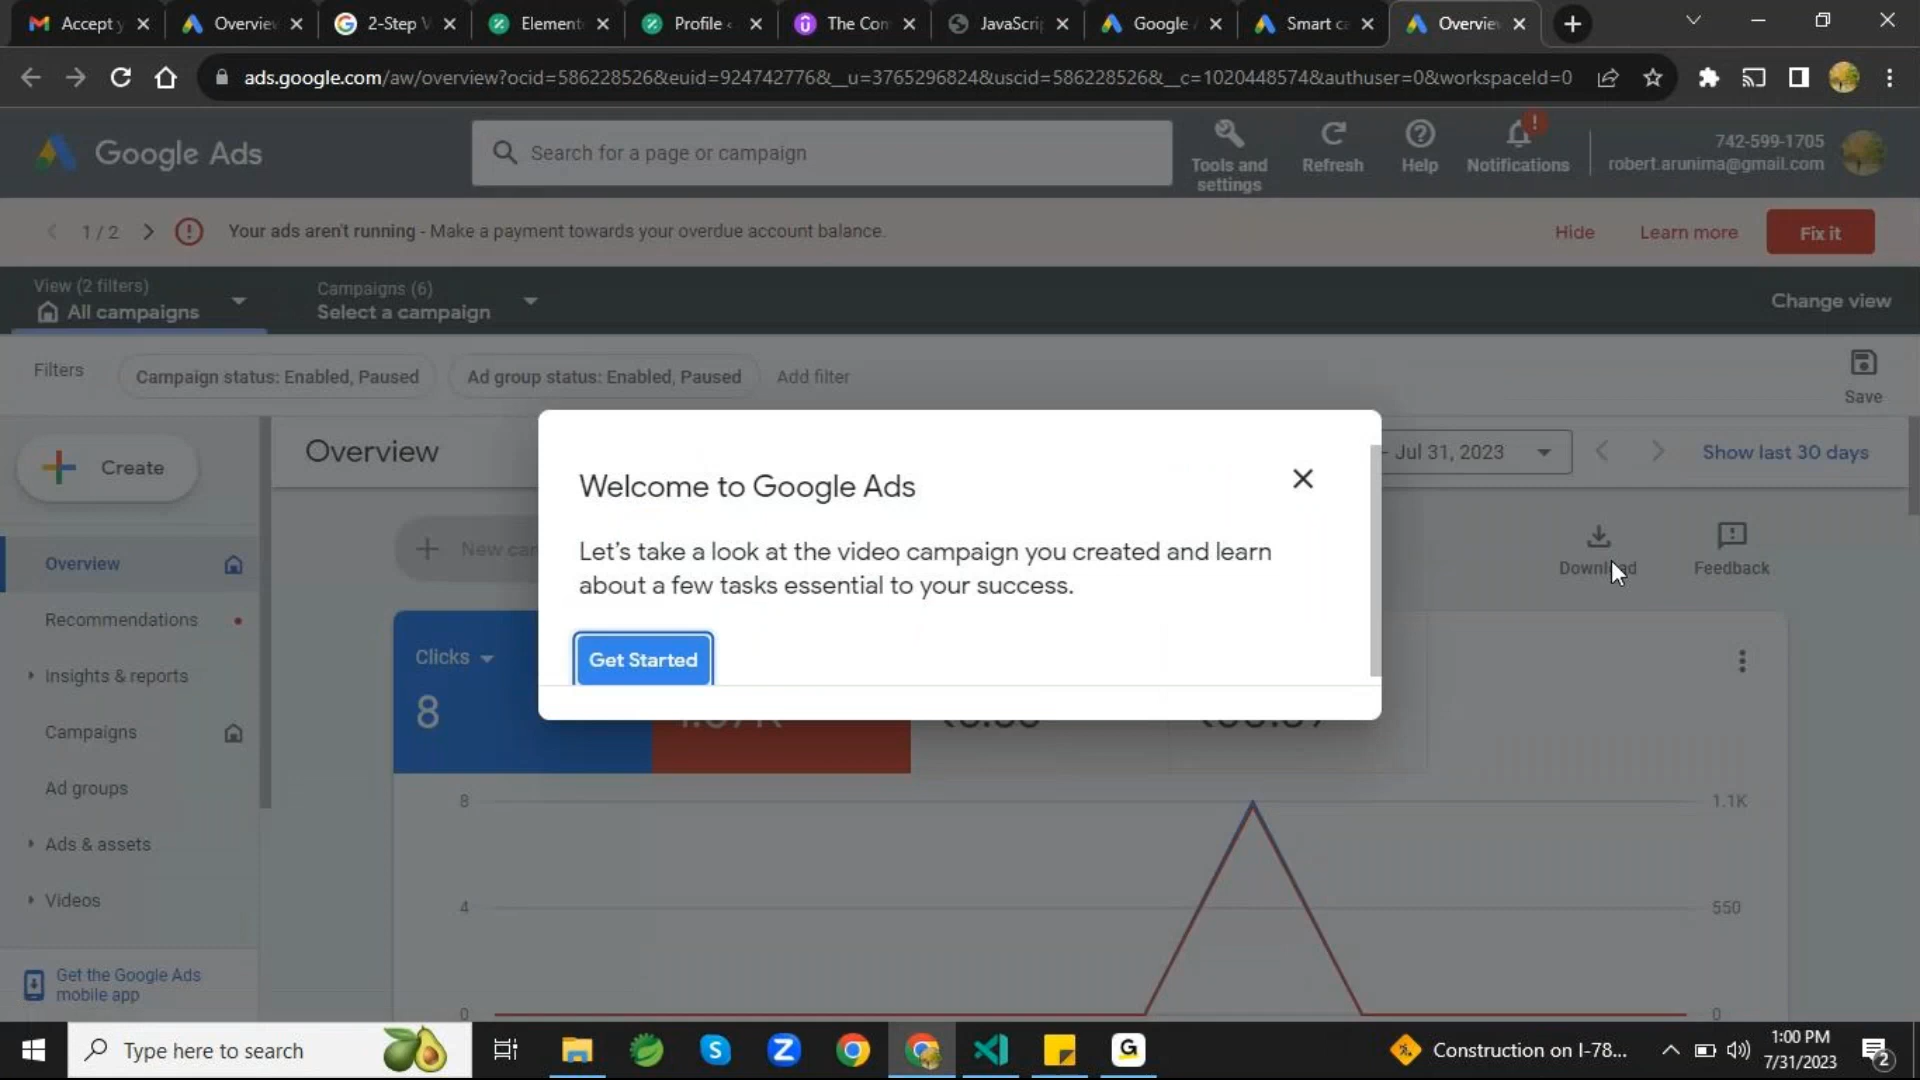 Accept y
Overvie
2-Step V
Element
Profile
The Con
JavaScri
Google
Smart ca
Overvie
ads.google.com/aw/overview?ocid=586228526&euid=924742776&__u=3765296824&uscid=586228526&__c=1020448574&authuser=0&workspaceId=0
Google Ads
Search for a page or campaign
Tools and
settings
Refresh
Help
Notifications
742-599-1705
robert.arunima@gmail.com
1 / 2
Your ads aren't running - Make a payment towards your overdue account balance.
Hide
Learn more
Fix it
View (2 filters)
All campaigns
Campaigns (6)
Select a campaign
Change view
Filters
Campaign status: Enabled, Paused
Ad group status: Enabled, Paused
Add filter
Save
Create
Overview
- Jul 31, 2023
Show last 30 days
Welcome to Google Ads
Let's take a look at the video campaign you created and learn
about a few tasks essential to your success.
Get Started
New
Download
Feedback
Overview
Recommendations
Insights & reports
Campaigns
Ad groups
Ads & assets
Videos
Get the Google Ads
mobile app
Clicks
8
8
4
0
1.1K
550
0
Type here to search
Construction on I-78...
1:00 PM
7/31/2023
2